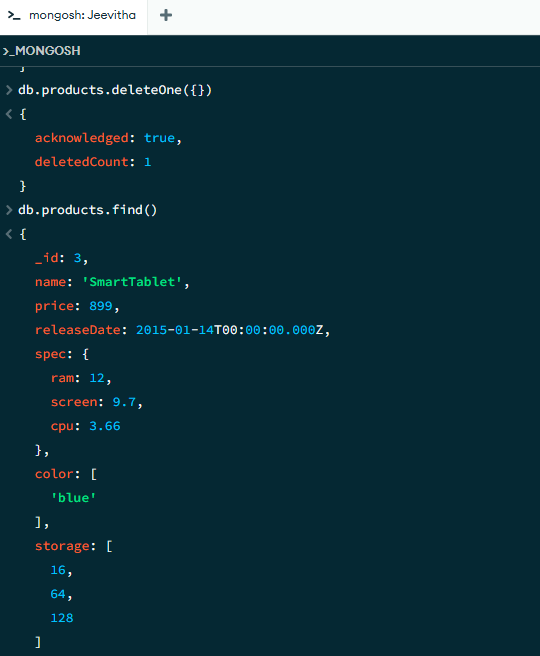 >_ mongosh: Jeevitha +
>_MONGOSH
}
> db.products.deleteOne({})
< {
acknowledged: true,
deletedCount: 1
}
> db.products.find()
< {
_id: 3,
name: 'SmartTablet',
price: 899,
releaseDate: 2015-01-14T00:00:00.000Z,
spec: {
ram: 12,
screen: 9.7,
cpu: 3.66
},
color: [
'blue'
],
storage: [
16,
64,
128
]